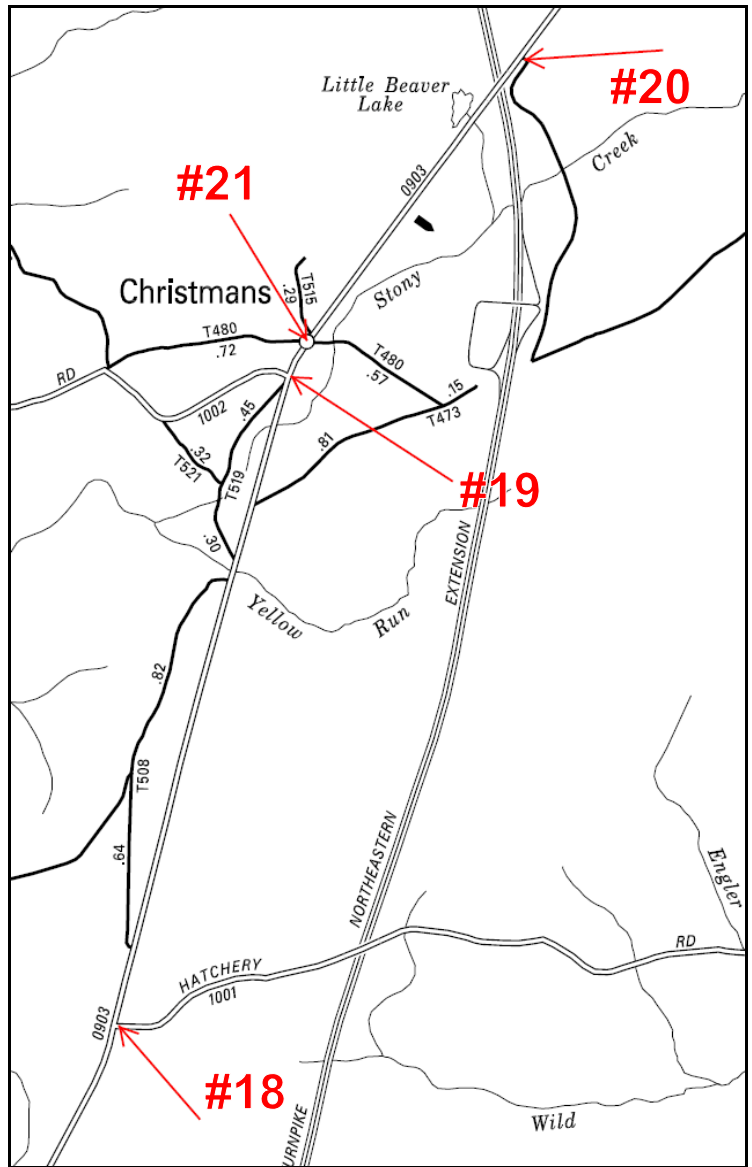 #20
Little Beaver
Lake
Creek
0903
#21
Stony
Christmans
T515
.29
T480
.72
T480
.57
RD
1002
.15
T473
.45
.81
.32
T521
T519
#19
.30
EXTENSION
Yellow
Run
.82
T508
.64
NORTHEASTERN
Engler
HATCHERY
1001
RD
0903
#18
Wild
URNPIKE